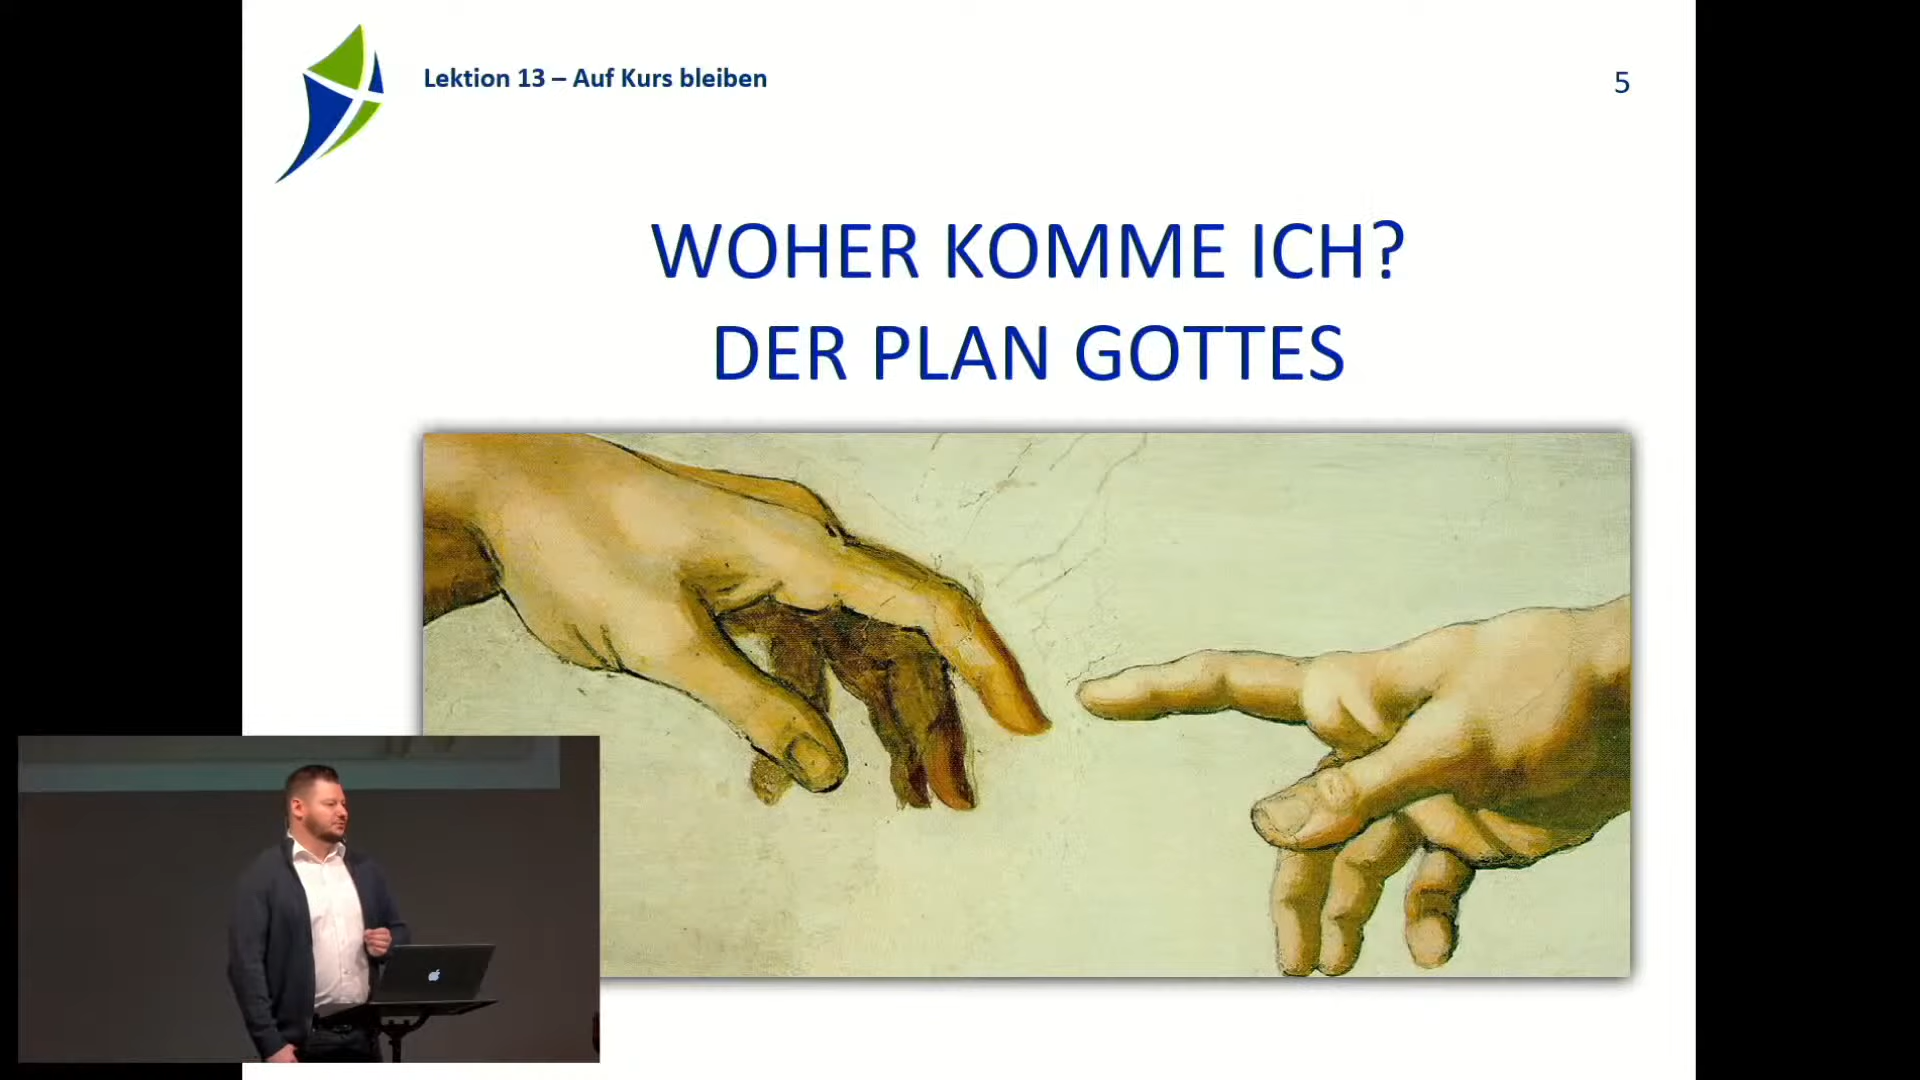 Lektion 13 – Auf Kurs bleiben
5
WOHER KOMME ICH?
DER PLAN GOTTES